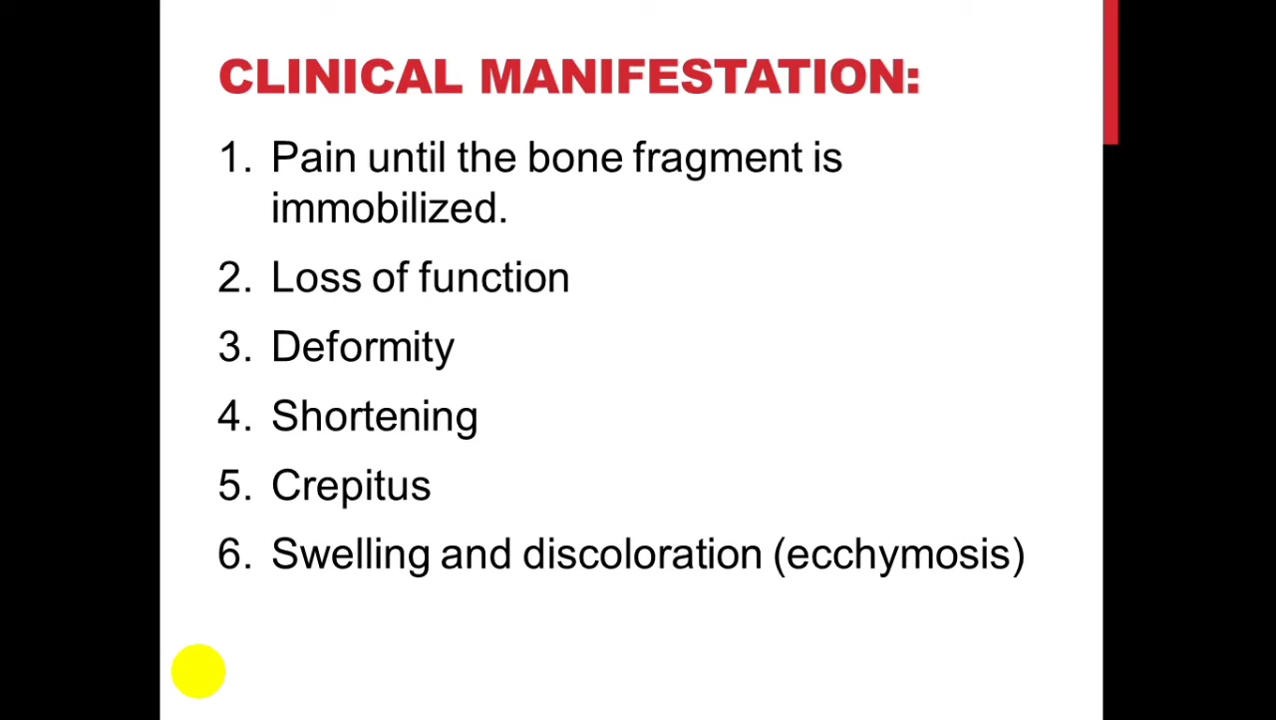 CLINICAL MANIFESTATION:
1. Pain until the bone fragment is
immobilized.
2. Loss of function
3. Deformity
4. Shortening
5. Crepitus
6. Swelling and discoloration (ecchymosis)